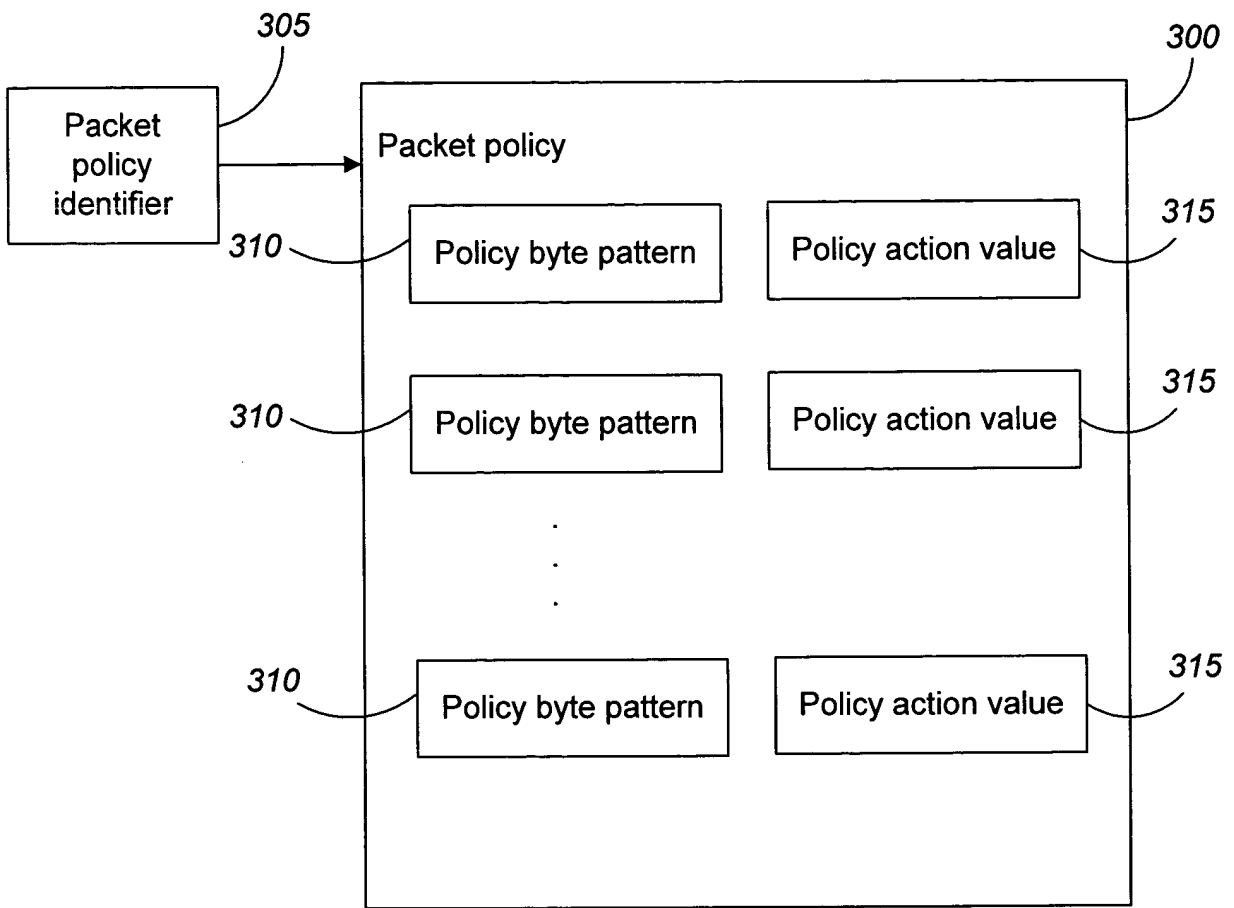 305
300
Packet
policy
identifier
Packet policy
310
Policy byte pattern
Policy action value
315
310
Policy byte pattern
Policy action value
315
310
Policy byte pattern
Policy action value
315